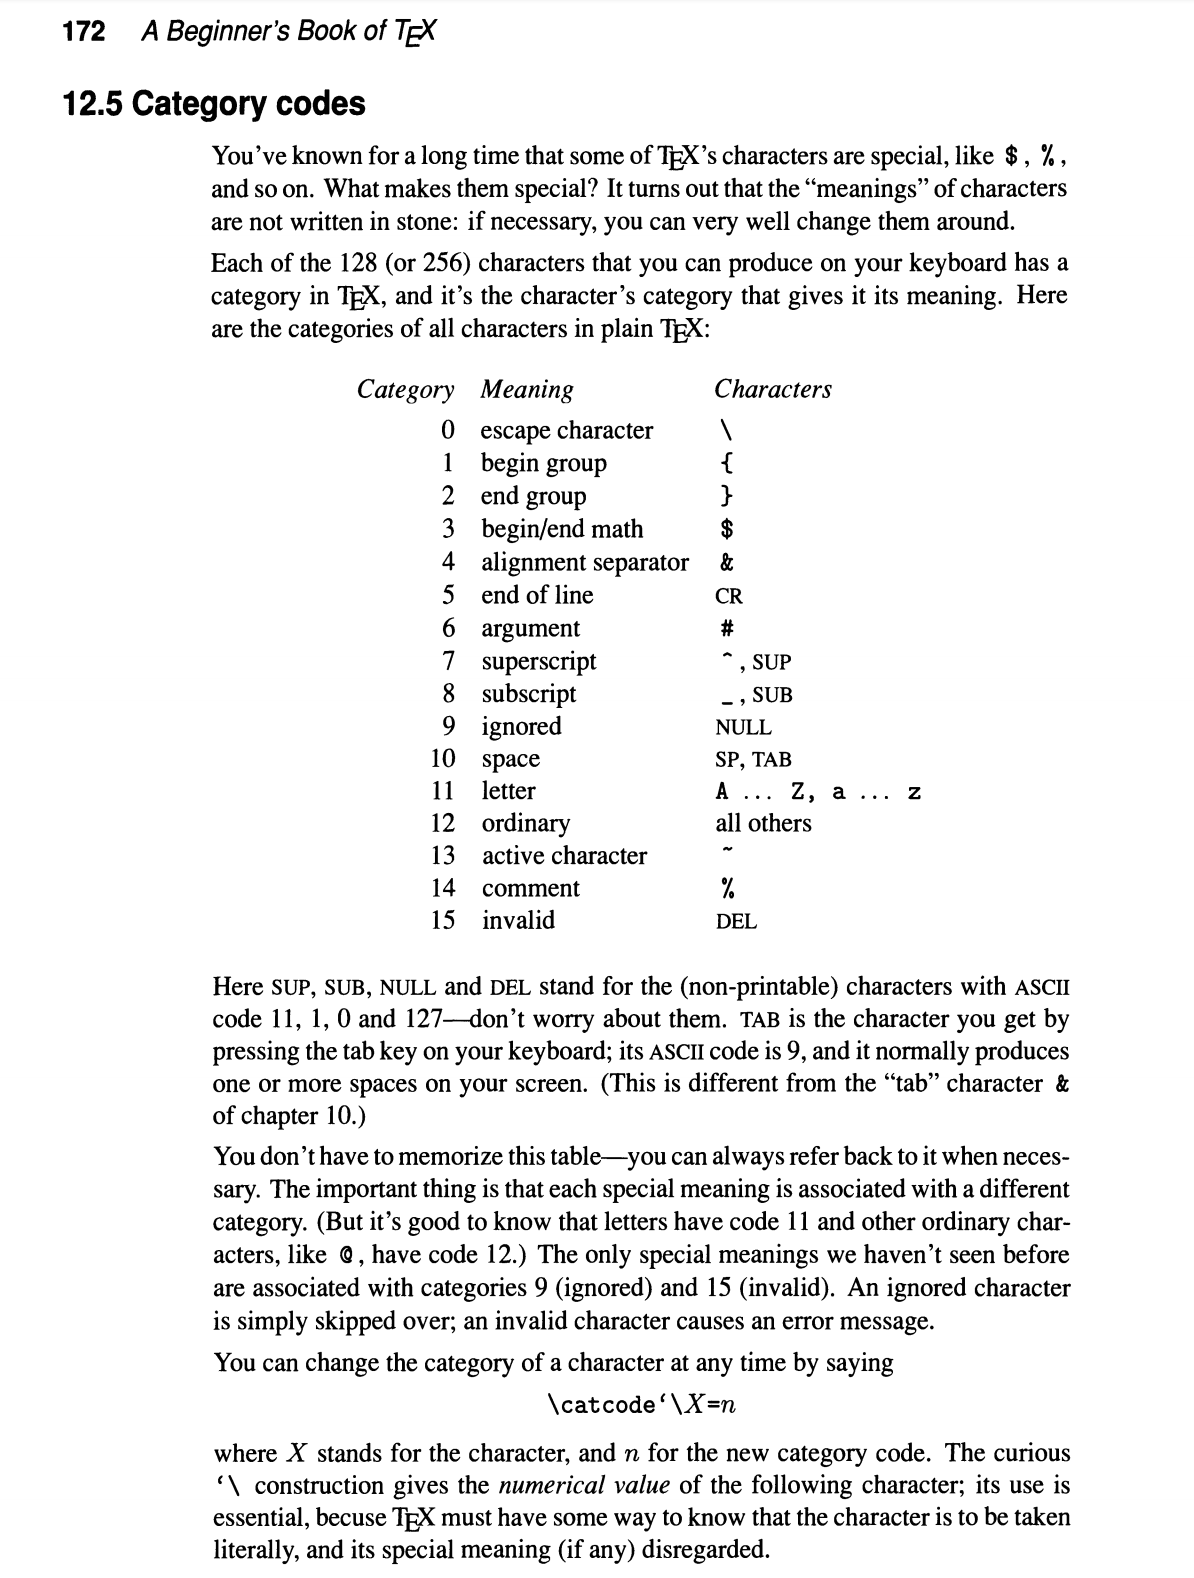 172 A Beginner's Book of TEX
12.5 Category codes
You've known for a long time that some of TEX's characters are special, like $ , % ,
and so on. What makes them special? It turns out that the “meanings” of characters
are not written in stone: if necessary, you can very well change them around.
Each of the 128 (or 256) characters that you can produce on your keyboard has a
category in TEX, and it's the character's category that gives it its meaning. Here
are the categories of all characters in plain TEX:
Category Meaning Characters
0 escape character \
1 begin group {
2 end group }
3 begin/end math $
4 alignment separator &
5 end of line CR
6 argument #
7 superscript ^ , SUP
8 subscript _ , SUB
9 ignored NULL
10 space SP, TAB
11 letter A ... Z, a ... z
12 ordinary all others
13 active character ~
14 comment %
15 invalid DEL
Here SUP, SUB, NULL and DEL stand for the (non-printable) characters with ASCII
code 11, 1, 0 and 127—don't worry about them. TAB is the character you get by
pressing the tab key on your keyboard; its ASCII code is 9, and it normally produces
one or more spaces on your screen. (This is different from the “tab” character &
of chapter 10.)
You don't have to memorize this table—you can always refer back to it when neces-
sary. The important thing is that each special meaning is associated with a different
category. (But it's good to know that letters have code 11 and other ordinary char-
acters, like @ , have code 12.) The only special meanings we haven't seen before
are associated with categories 9 (ignored) and 15 (invalid). An ignored character
is simply skipped over; an invalid character causes an error message.
You can change the category of a character at any time by saying
\catcode‘\X=n
where X stands for the character, and n for the new category code. The curious
‘\ construction gives the numerical value of the following character; its use is
essential, becuse TEX must have some way to know that the character is to be taken
literally, and its special meaning (if any) disregarded.